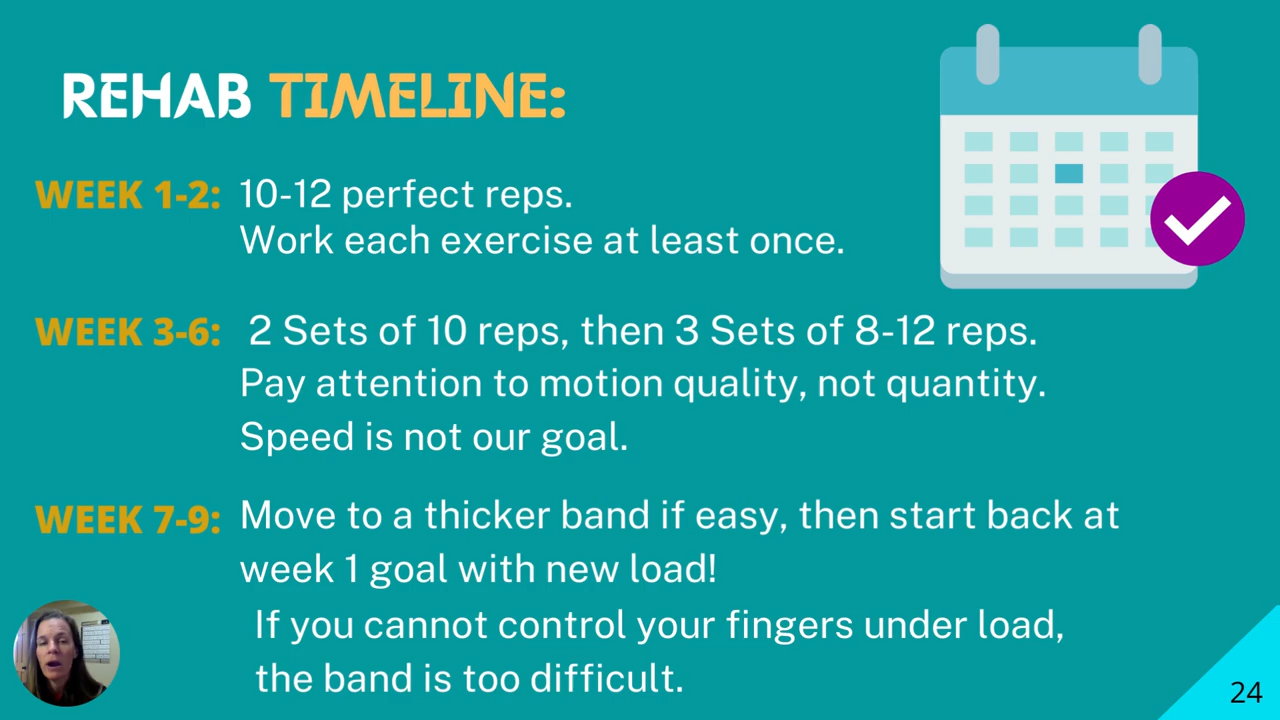 REHAB TIMELINE:
WEEK 1-2: 10-12 perfect reps.
Work each exercise at least once.
WEEK 3-6: 2 Sets of 10 reps, then 3 Sets of 8-12 reps.
Pay attention to motion quality, not quantity.
Speed is not our goal.
WEEK 7-9: Move to a thicker band if easy, then start back at
week 1 goal with new load!
If you cannot control your fingers under load,
the band is too difficult.
24